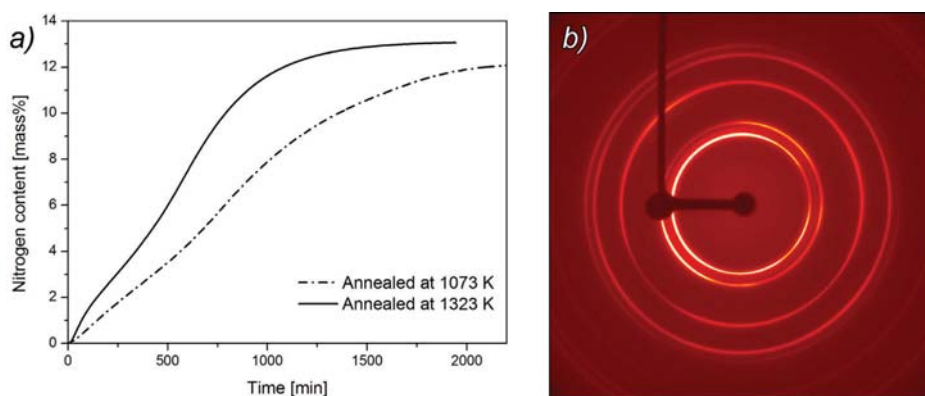 a)
14
12
10
8
6
4
2
0
Nitrogen content [mass%]
Annealed at 1073 K
Annealed at 1323 K
0 500 1000 1500 2000
Time [min]
b)